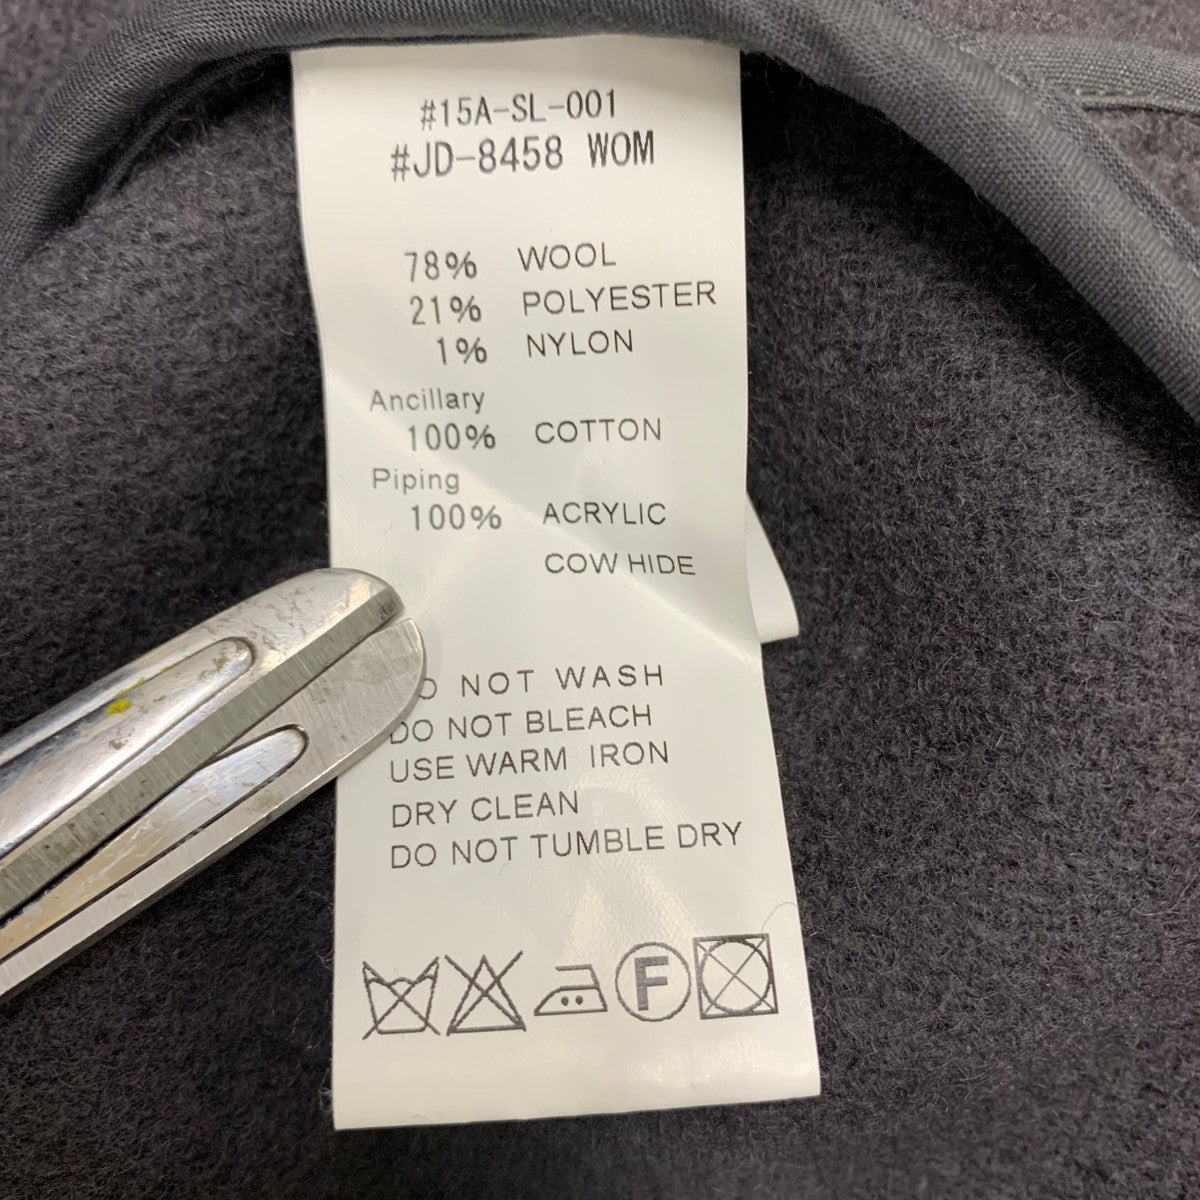 #15A-SL-001
#JD-8458 WOM
78% WOOL
21% POLYESTER
1% NYLON
Ancillary
100% COTTON
Piping
100% ACRYLIC
COW HIDE
DO NOT WASH
DO NOT BLEACH
USE WARM IRON
DRY CLEAN
DO NOT TUMBLE DRY
F